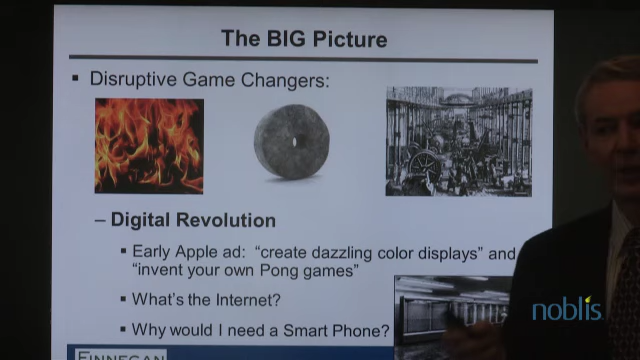 The BIG Picture
▪ Disruptive Game Changers:
– Digital Revolution
▪ Early Apple ad: “create dazzling color displays” and
“invent your own Pong games”
▪ What’s the Internet?
▪ Why would I need a Smart Phone?
noblis
FINNEGAN